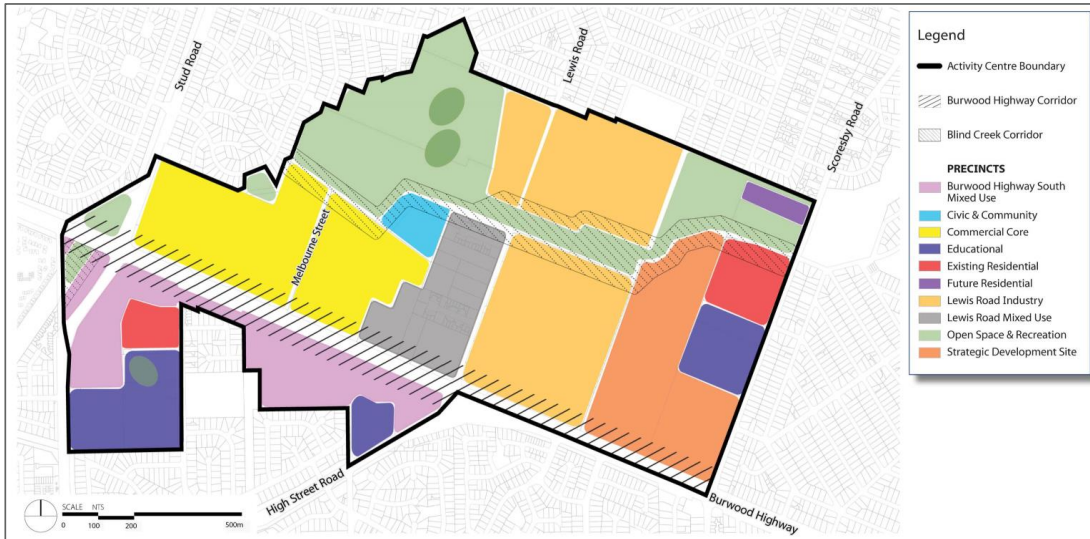 Stud Road
Lewis Road
Scoresby Road
Melbourne Street
High Street Road
Burwood Highway
SCALE NTS
0 100 200 500m
Legend
Activity Centre Boundary
Burwood Highway Corridor
Blind Creek Corridor
PRECINCTS
Burwood Highway South
Mixed Use
Civic & Community
Commercial Core
Educational
Existing Residential
Future Residential
Lewis Road Industry
Lewis Road Mixed Use
Open Space & Recreation
Strategic Development Site